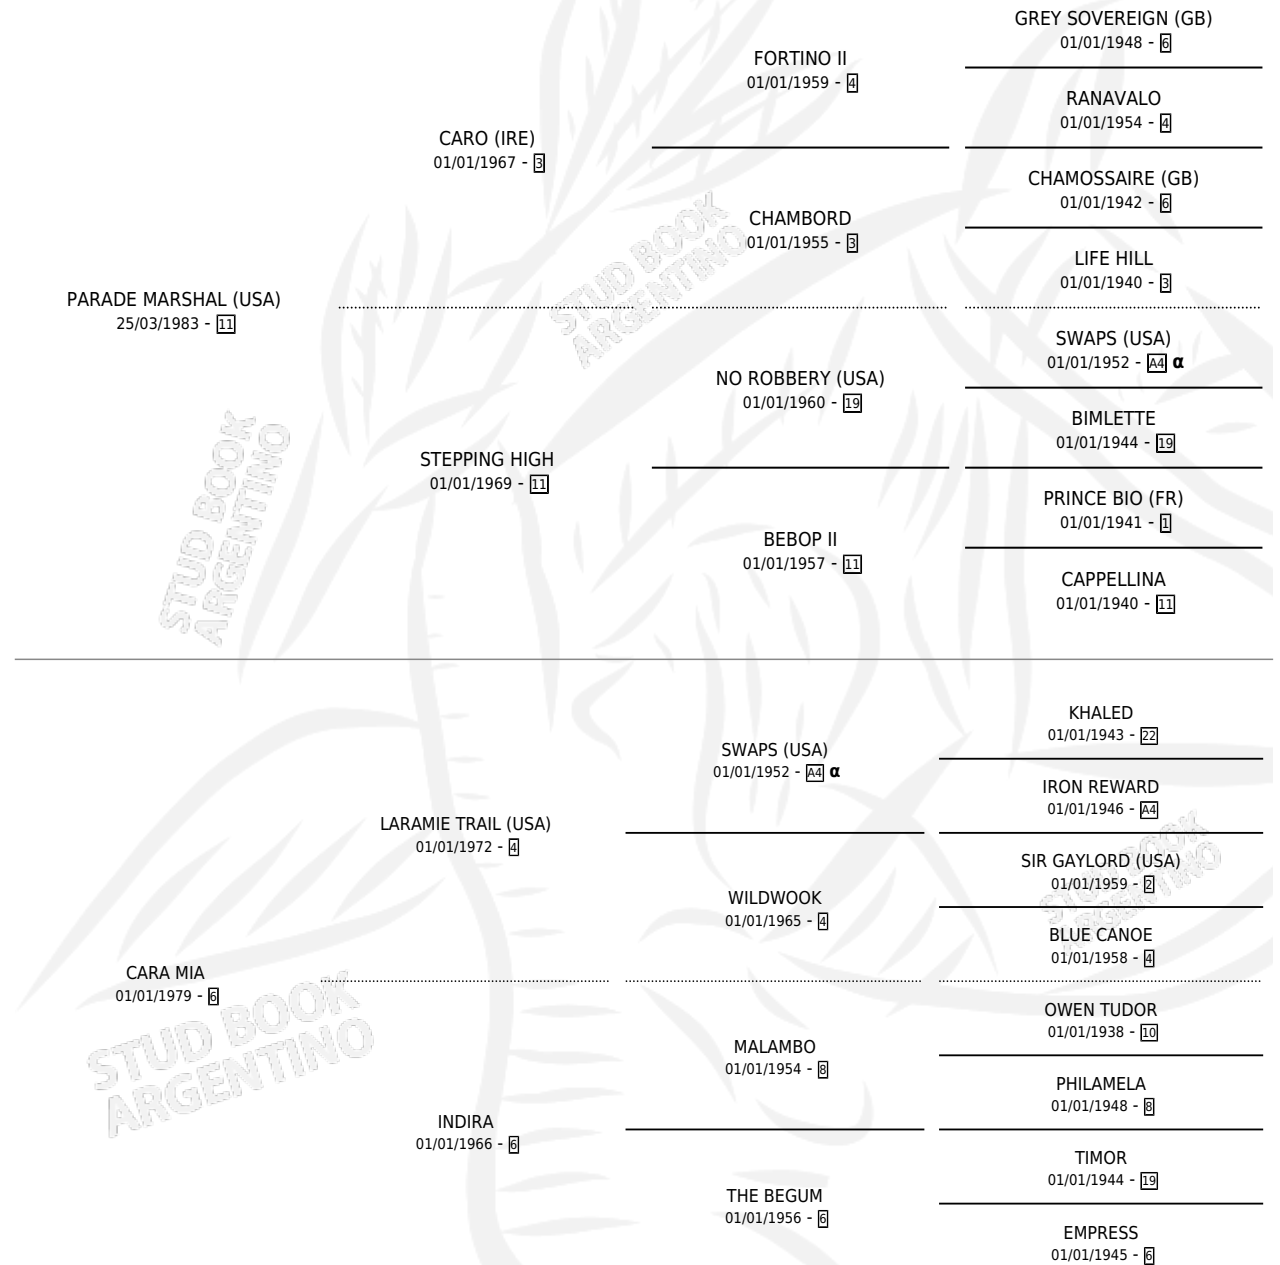 GREY SOVEREIGN (GB)
01/01/1948 - 6
FORTINO II
01/01/1959 - 4
RANAVALO
01/01/1954 - 4
CARO (IRE)
01/01/1967 - 3
CHAMOSSAIRE (GB)
01/01/1942 - 6
CHAMBORD
01/01/1955 - 3
LIFE HILL
01/01/1940 - 3
PARADE MARSHAL (USA)
25/03/1983 - 11
SWAPS (USA)
01/01/1952 - A4 α
NO ROBBERY (USA)
01/01/1960 - 19
BIMLETTE
01/01/1944 - 19
STEPPING HIGH
01/01/1969 - 11
PRINCE BIO (FR)
01/01/1941 - 1
BEBOP II
01/01/1957 - 11
CAPPELLINA
01/01/1940 - 11
KHALED
01/01/1943 - 22
SWAPS (USA)
01/01/1952 - A4 α
IRON REWARD
01/01/1946 - A4
LARAMIE TRAIL (USA)
01/01/1972 - 4
SIR GAYLORD (USA)
01/01/1959 - 2
WILDWOOK
01/01/1965 - 4
BLUE CANOE
01/01/1958 - 4
CARA MIA
01/01/1979 - 6
OWEN TUDOR
01/01/1938 - 10
MALAMBO
01/01/1954 - 8
PHILAMELA
01/01/1948 - 8
INDIRA
01/01/1966 - 6
TIMOR
01/01/1944 - 19
THE BEGUM
01/01/1956 - 6
EMPRESS
01/01/1945 - 6
STUD BOOK
ARGENTINO
STUD BOOK
ARGENTINO
STUD BOOK
ARGENTINO
STUD BOOK
ARGENTINO